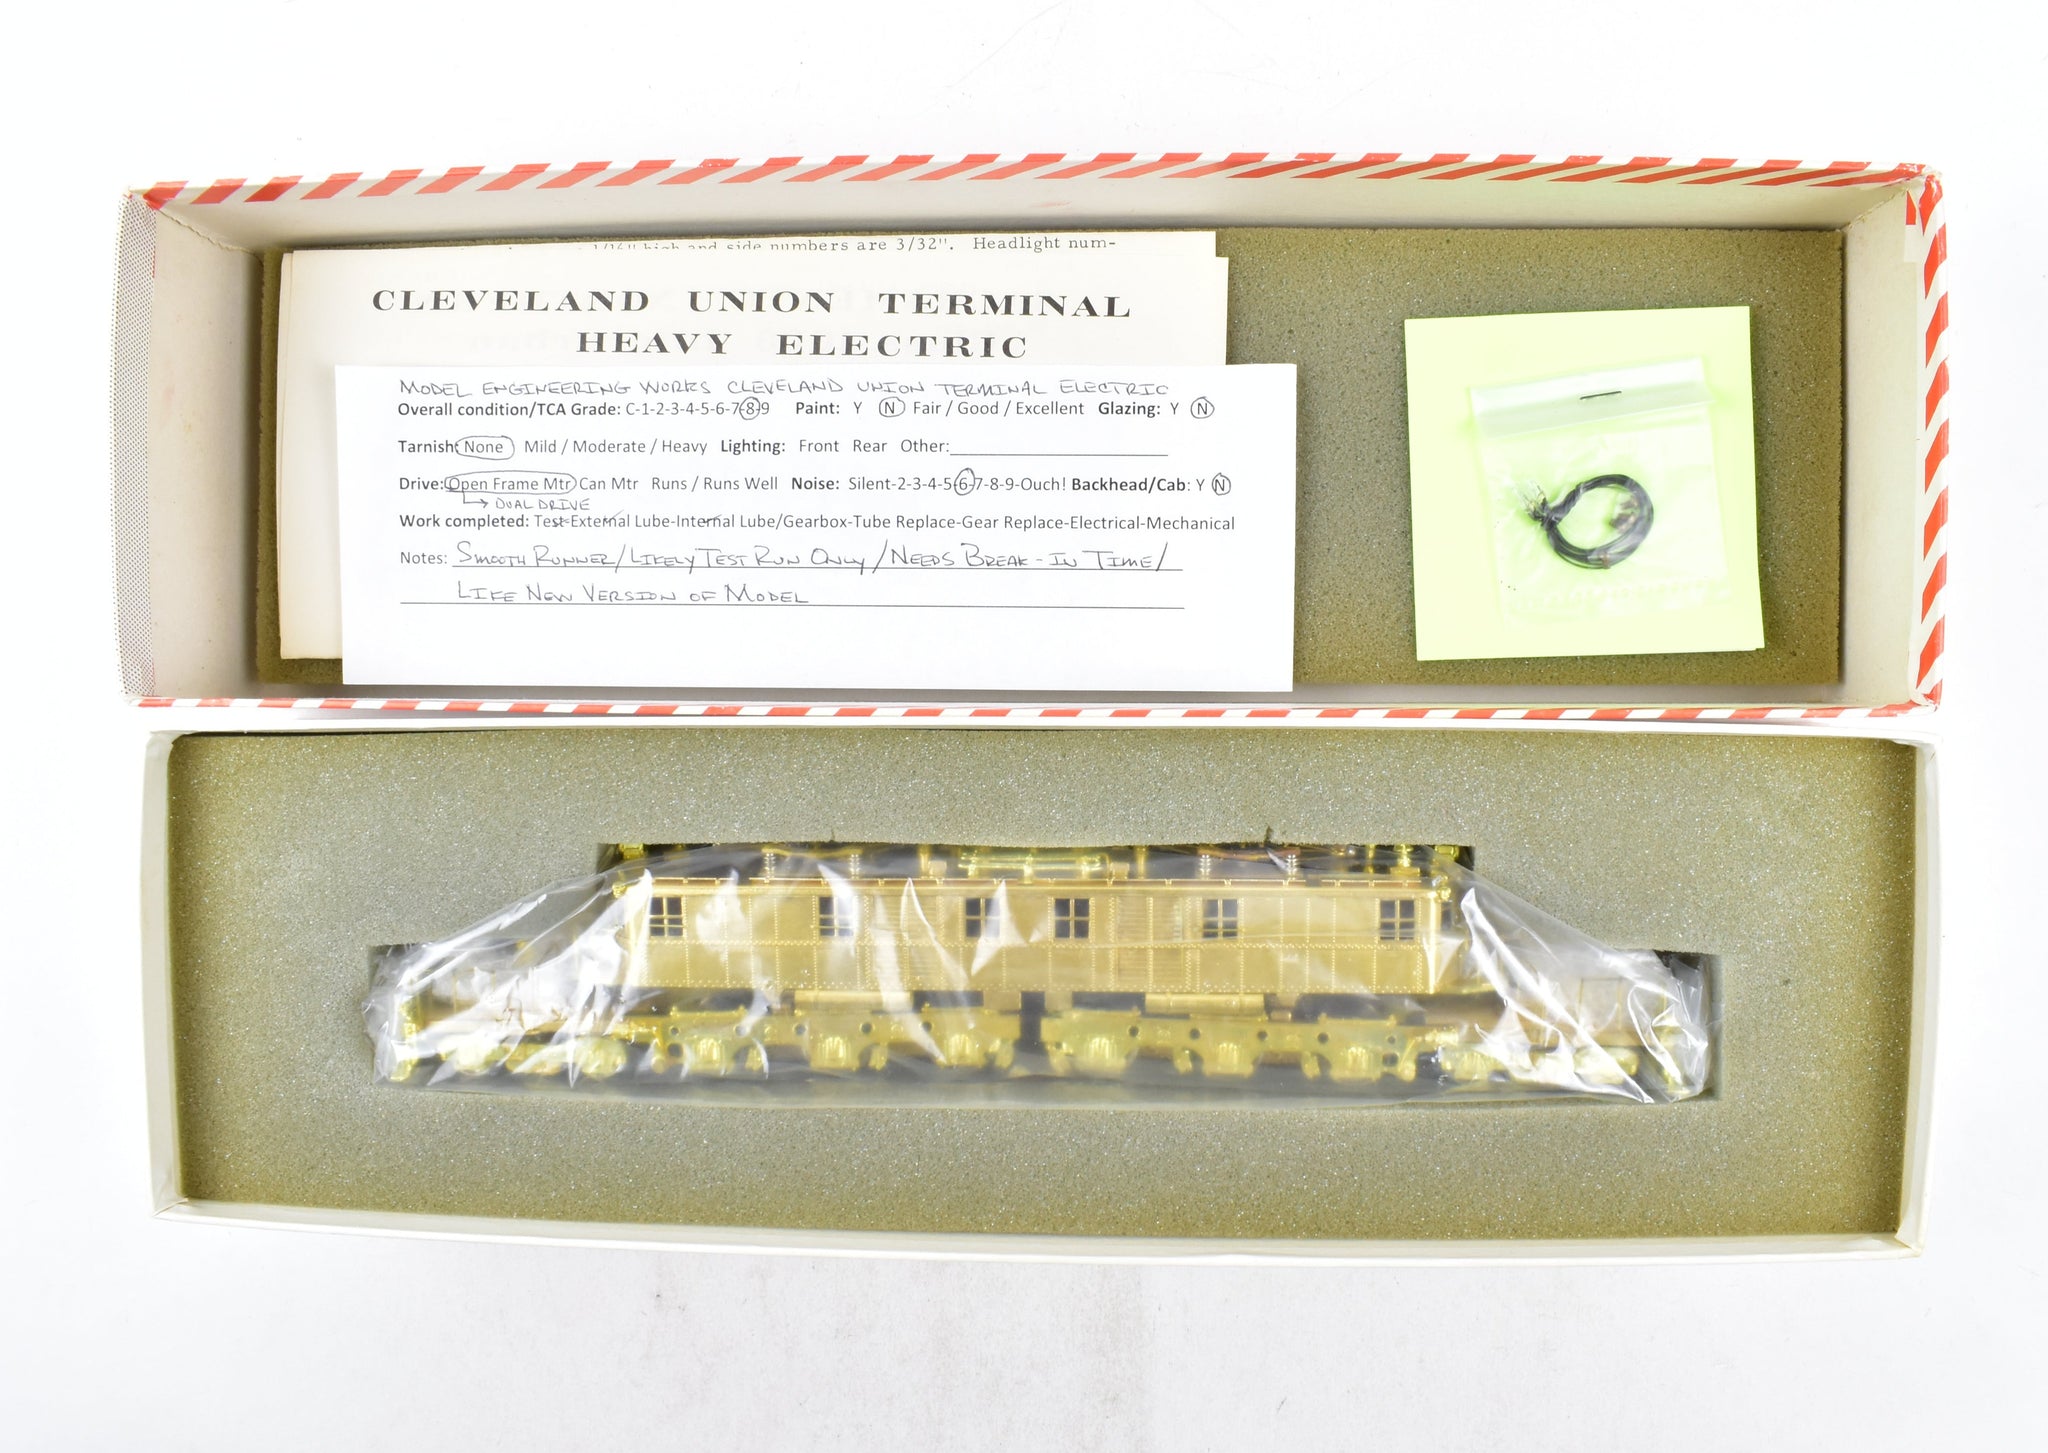 high and side numbers are 3/32". Headlight num-
CLEVELAND UNION TERMINAL
HEAVY ELECTRIC
MODEL ENGINEERING WORKS CLEVELAND UNION TERMINAL ELECTRIC
Overall condition/TCA Grade: C-1-2-3-4-5-6-7-8-9 Paint: Y N Fair / Good / Excellent Glazing: Y N
Tarnish: None Mild / Moderate / Heavy Lighting: Front Rear Other:
Drive: Open Frame Mtr Can Mtr Runs / Runs Well Noise: Silent-2-3-4-5-6-7-8-9-Ouch! Backhead/Cab: Y N
DUAL DRIVE
Work completed: Test-External Lube-Internal Lube/Gearbox-Tube Replace-Gear Replace-Electrical-Mechanical
Notes: SMOOTH RUNNER/LIKELY TEST RUN ONLY/NEEDS BREAK-IN TIME/
LIKE NEW VERSION OF MODEL